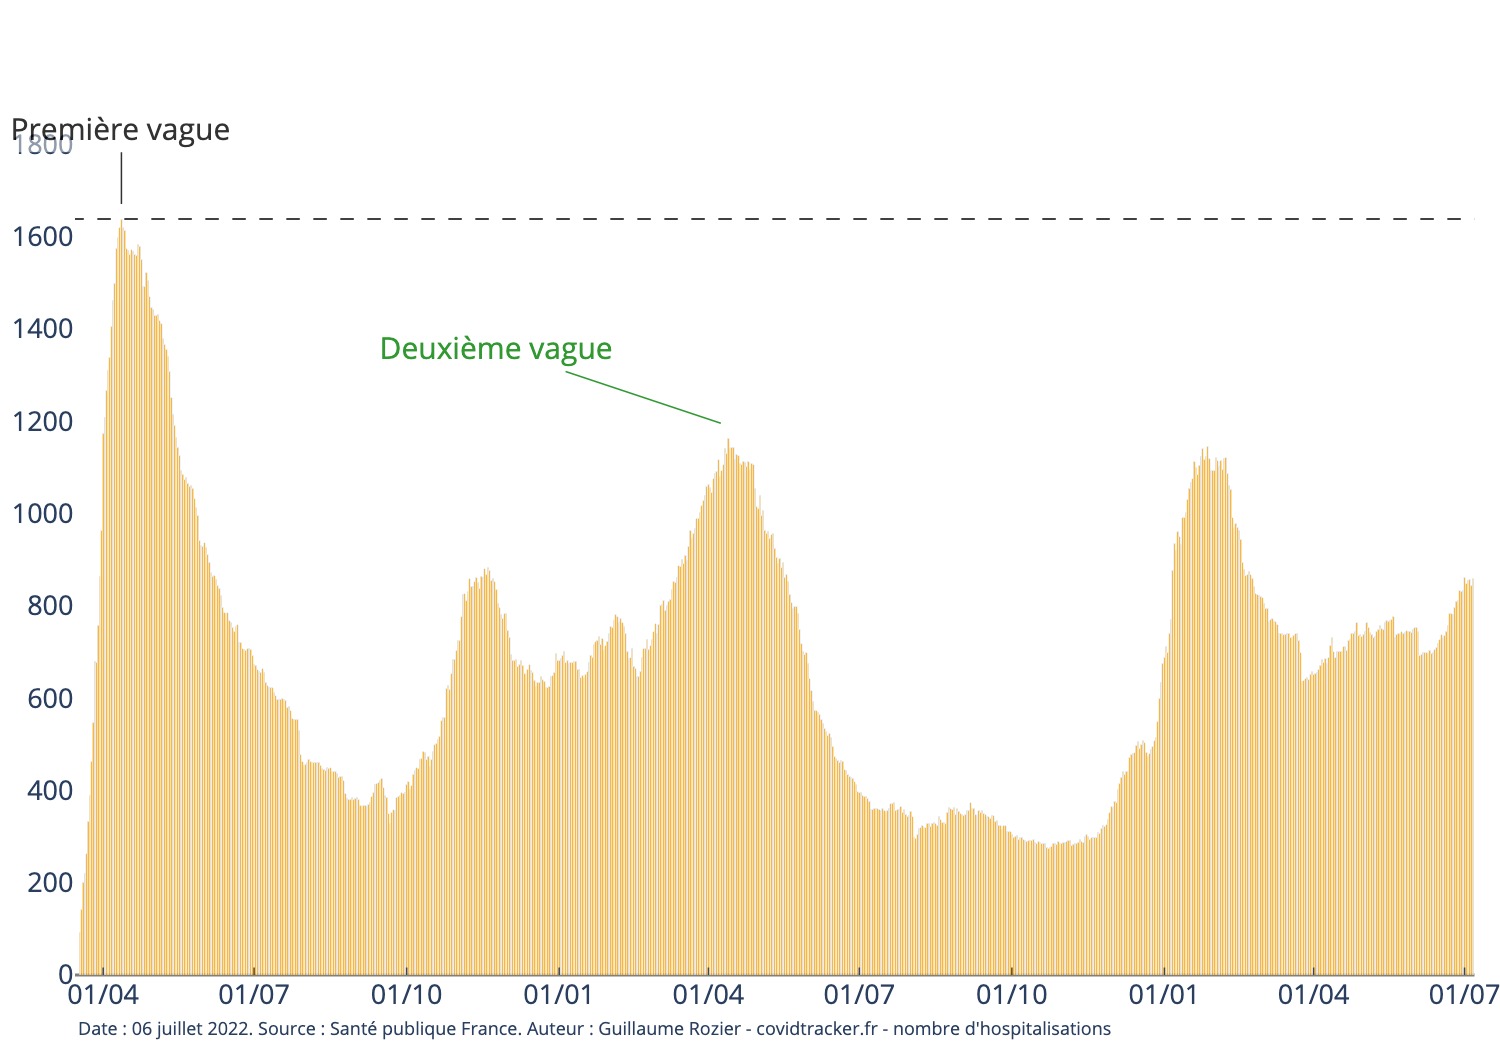 Première vague
1800
1600
1400
Deuxième vague
1200
1000
800
600
400
200
0
01/04 01/07 01/10 01/01 01/04 01/07 01/10 01/01 01/04 01/07
Date : 06 juillet 2022. Source : Santé publique France. Auteur : Guillaume Rozier - covidtracker.fr - nombre d'hospitalisations